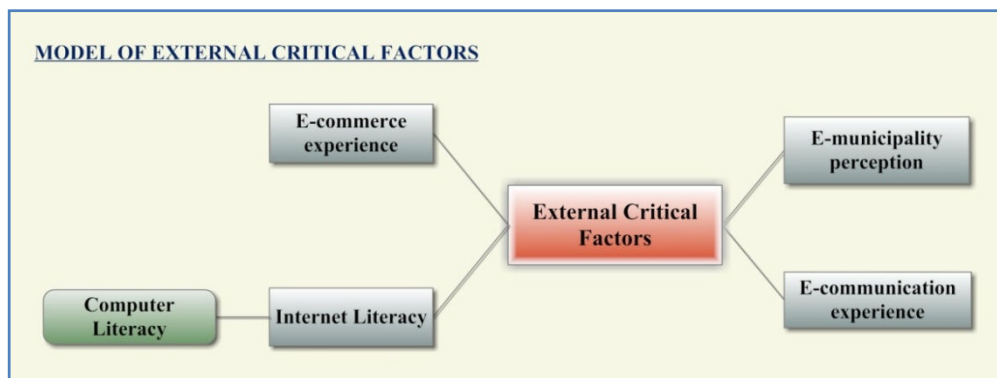 MODEL OF EXTERNAL CRITICAL FACTORS
E-commerce
experience
E-municipality
perception
External Critical
Factors
Computer
Literacy
Internet Literacy
E-communication
experience